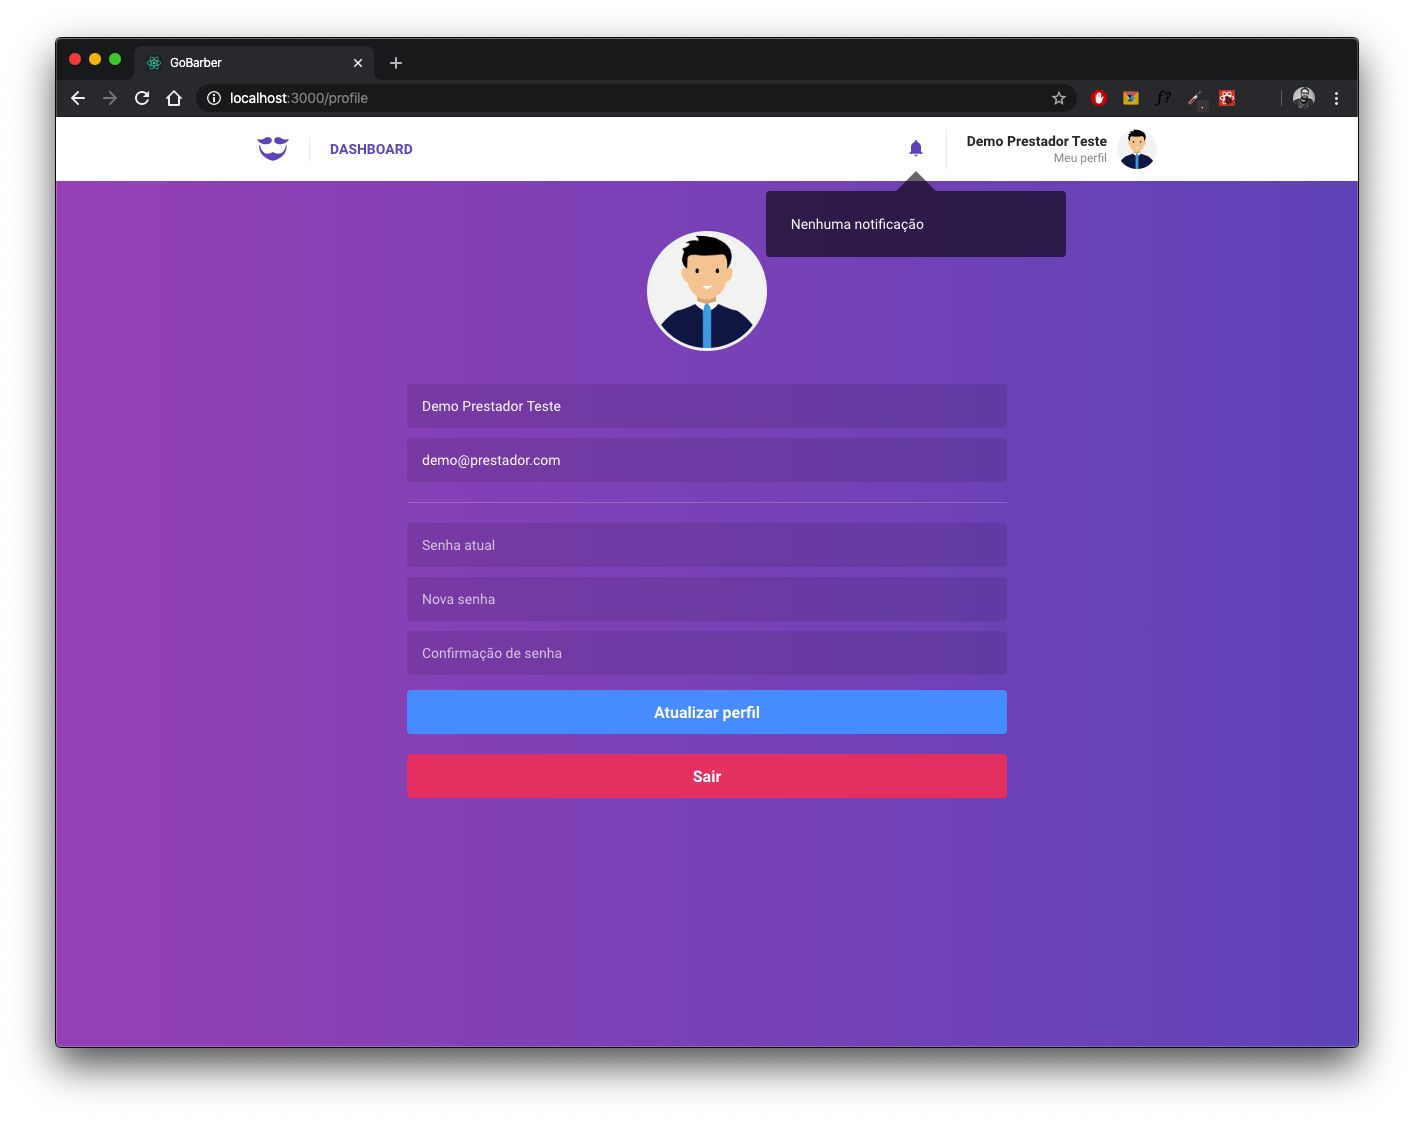 GoBarber
localhost:3000/profile
f?
DASHBOARD
Demo Prestador Teste
Meu perfil
Nenhuma notificação
Demo Prestador Teste
demo@prestador.com
Senha atual
Nova senha
Confirmação de senha
Atualizar perfil
Sair